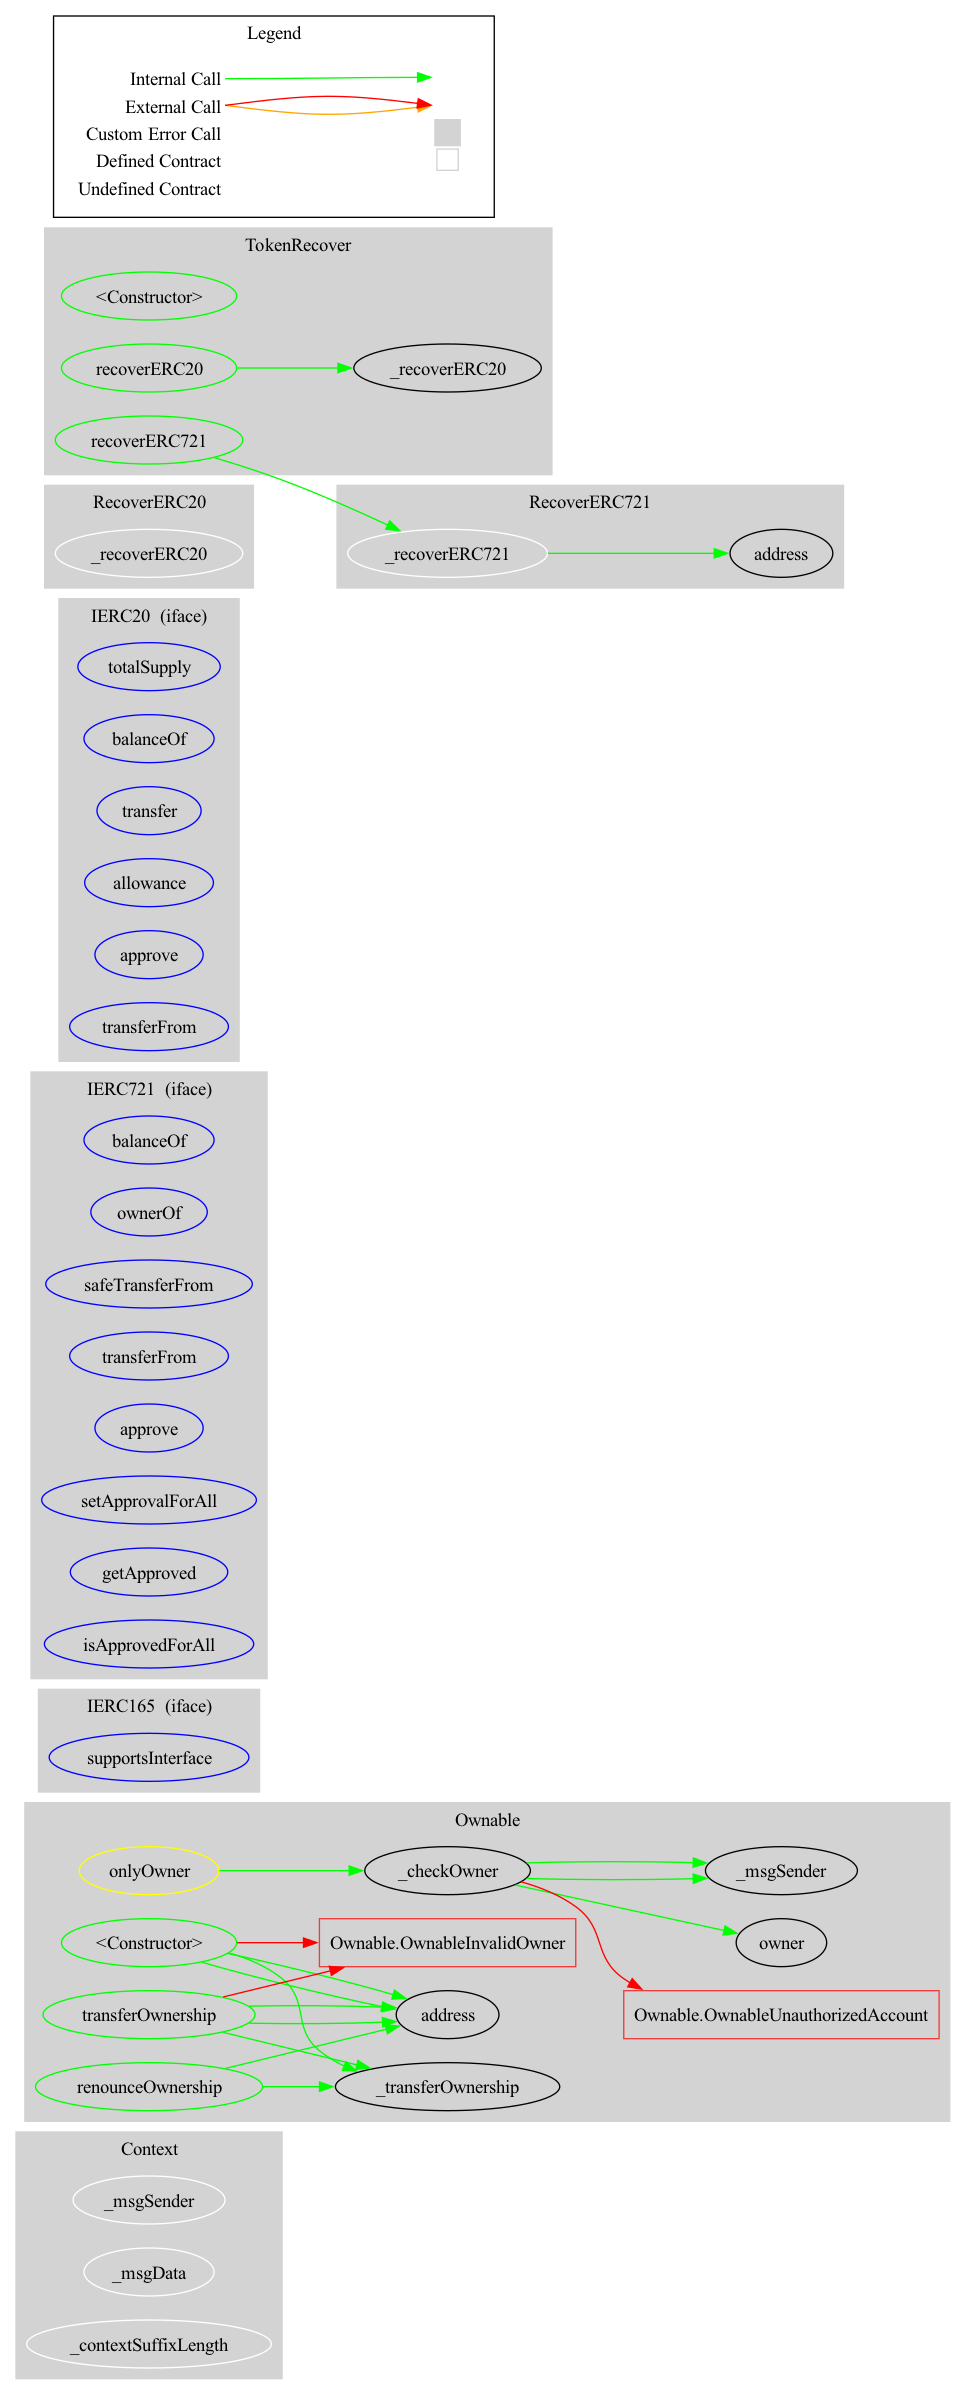 Legend
Internal Call
External Call
Custom Error Call
Defined Contract
Undefined Contract
TokenRecover
<Constructor>
recoverERC20
_recoverERC20
recoverERC721
RecoverERC20
_recoverERC20
RecoverERC721
_recoverERC721
address
IERC20 (iface)
totalSupply
balanceOf
transfer
allowance
approve
transferFrom
IERC721 (iface)
balanceOf
ownerOf
safeTransferFrom
transferFrom
approve
setApprovalForAll
getApproved
isApprovedForAll
IERC165 (iface)
supportsInterface
Ownable
onlyOwner
_checkOwner
_msgSender
<Constructor>
Ownable.OwnableInvalidOwner
owner
transferOwnership
address
Ownable.OwnableUnauthorizedAccount
renounceOwnership
_transferOwnership
Context
_msgSender
_msgData
_contextSuffixLength